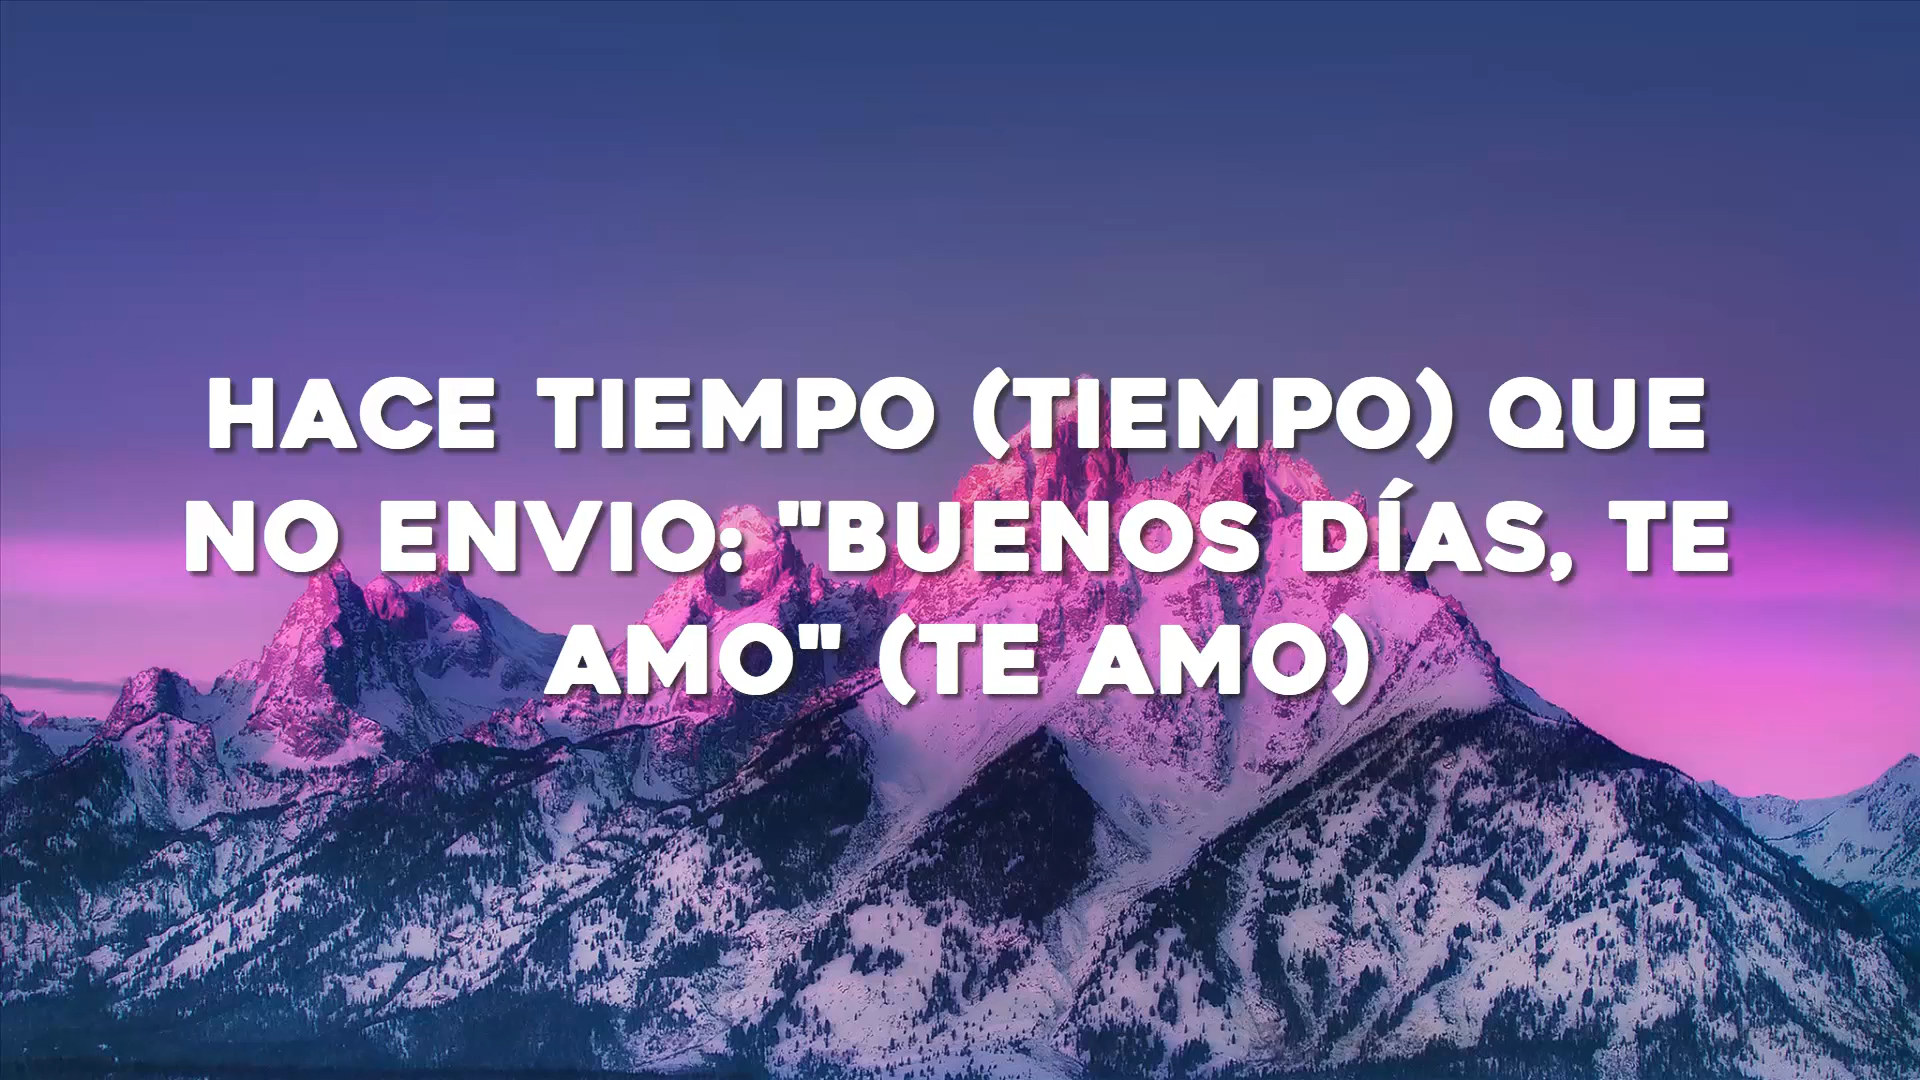 HACE TIEMPO (TIEMPO) QUE
NO ENVIO: "BUENOS DÍAS, TE
AMO" (TE AMO)